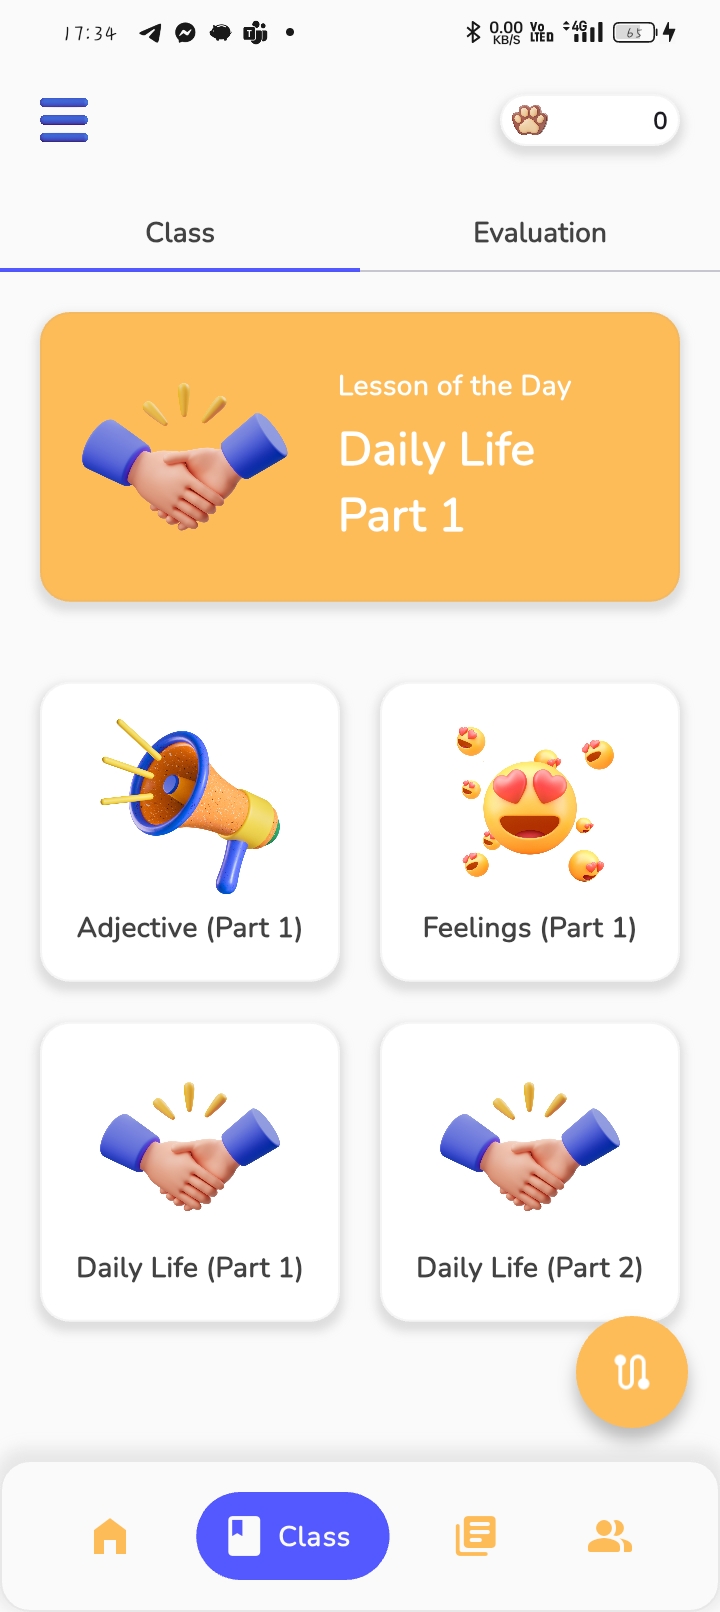 17:34
0.00
KB/S
Vo
LTE
4G
65
0
Class
Evaluation
Lesson of the Day
Daily Life
Part 1
Adjective (Part 1)
Feelings (Part 1)
Daily Life (Part 1)
Daily Life (Part 2)
Class